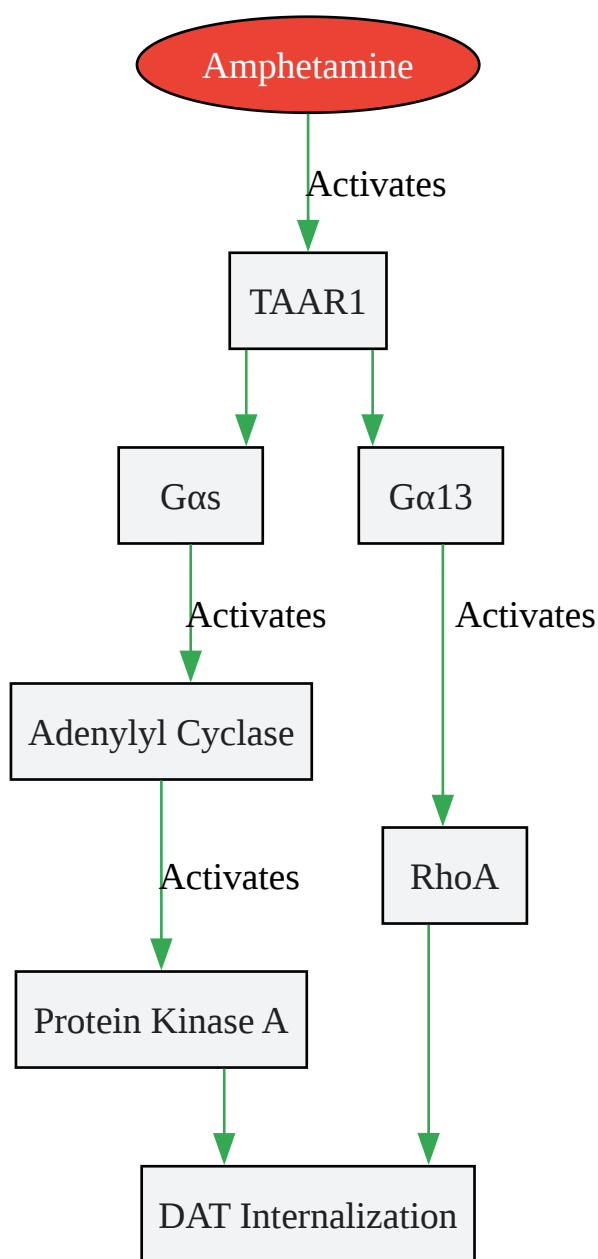 Amphetamine
Activates
TAAR1
Gαs
Gα13
Activates
Activates
Adenylyl Cyclase
Activates
RhoA
Protein Kinase A
DAT Internalization